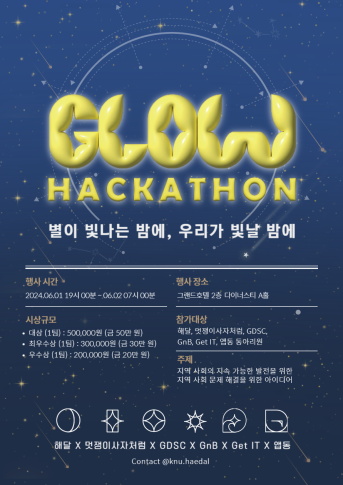 GLOW
HACKATHON
별이 빛나는 밤에, 우리가 빛날 밤에
행사 시간
2024.06.01 19시 00분 – 06.02 07시 00분
행사 장소
그랜드호텔 2층 다이너스티 A홀
시상규모
• 대상 (1팀) : 500,000원 (금 50만 원)
• 최우수상 (1팀) : 300,000원 (금 30만 원)
• 우수상 (1팀) : 200,000원 (금 20만 원)
참가대상
해달, 멋쟁이사자처럼, GDSC,
GnB, Get IT, 앱동 동아리원
주제
지역 사회의 지속 가능한 발전을 위한
지역 사회 문제 해결을 위한 아이디어
해달 X 멋쟁이사자처럼 X GDSC X GnB X Get IT X 앱동
Contact @knu.haedal